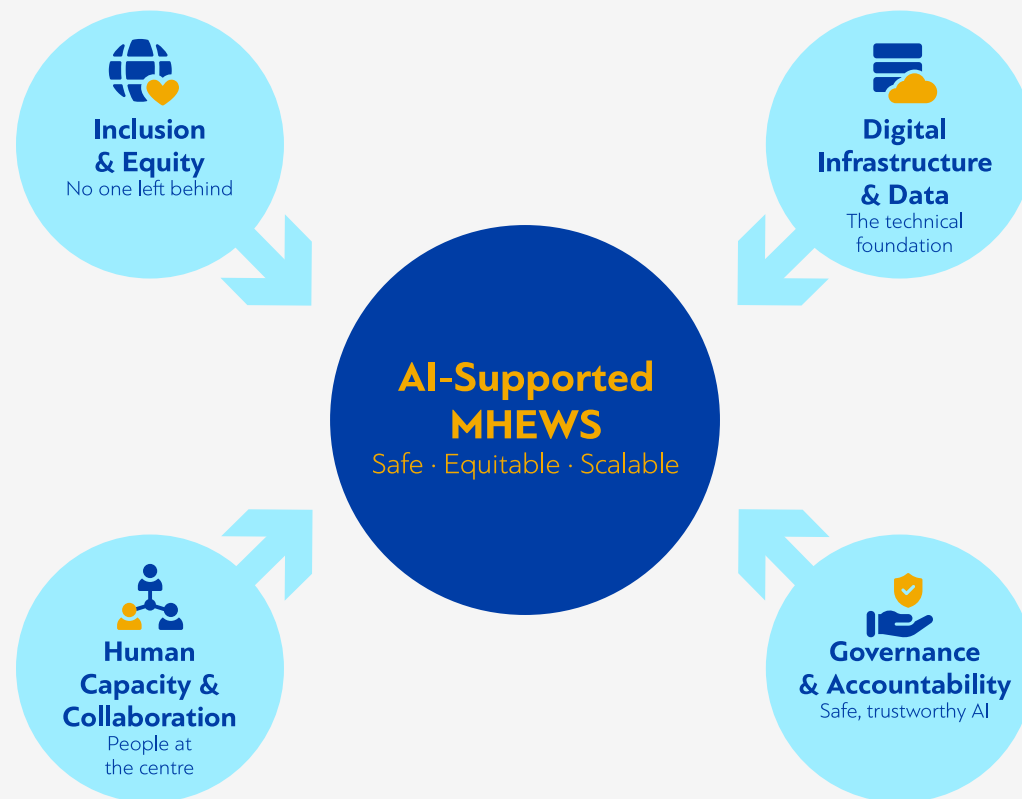 Inclusion
& Equity
No one left behind
Digital
Infrastructure
& Data
The technical
foundation
AI-Supported
MHEWS
Safe · Equitable · Scalable
Human
Capacity &
Collaboration
People at
the centre
Governance
& Accountability
Safe, trustworthy AI